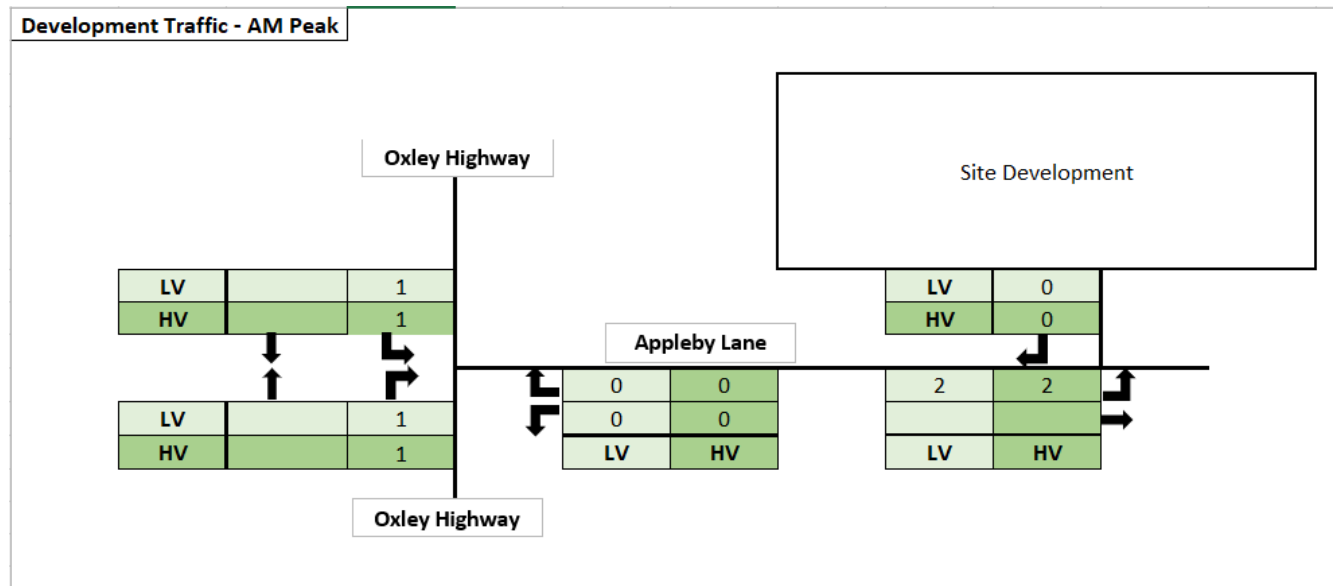 Development Traffic - AM Peak
Oxley Highway
Site Development
LV 1
HV 1
LV 0
HV 0
Appleby Lane
0 0
2 2
LV 1
0 0
HV 1
LV HV
LV HV
Oxley Highway